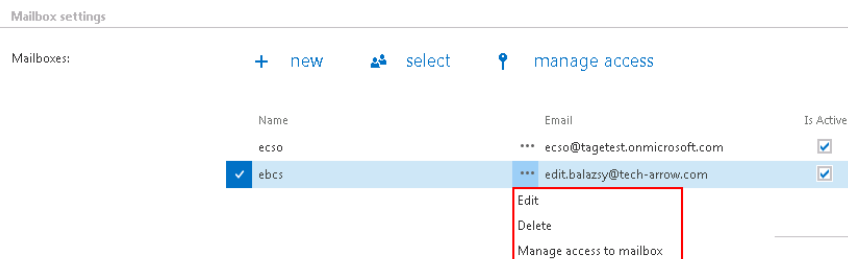 Mailbox settings
Mailboxes:
+ new select manage access
Name Email Is Active
ecso ••• ecso@tagetest.onmicrosoft.com
ebcs ••• edit.balazsy@tech-arrow.com
Edit
Delete
Manage access to mailbox